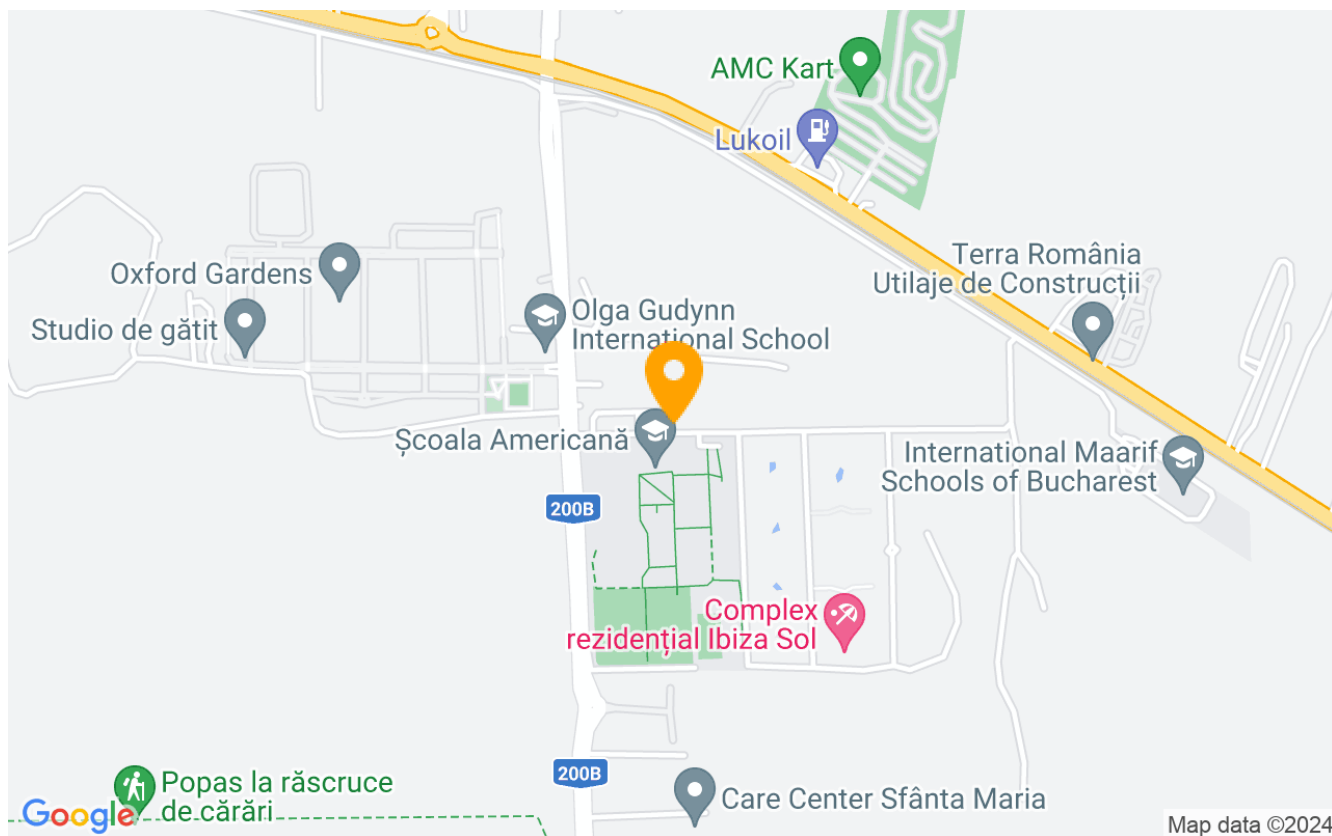 AMC Kart
Lukoil
Terra România
Utilaje de Construcții
Oxford Gardens
Studio de gătit
Olga Gudynn
International School
Școala Americană
International Maarif
Schools of Bucharest
200B
Complex
rezidențial Ibiza Sol
200B
Popas la răscruce
de cărări
Care Center Sfânta Maria
Google
Map data ©2024